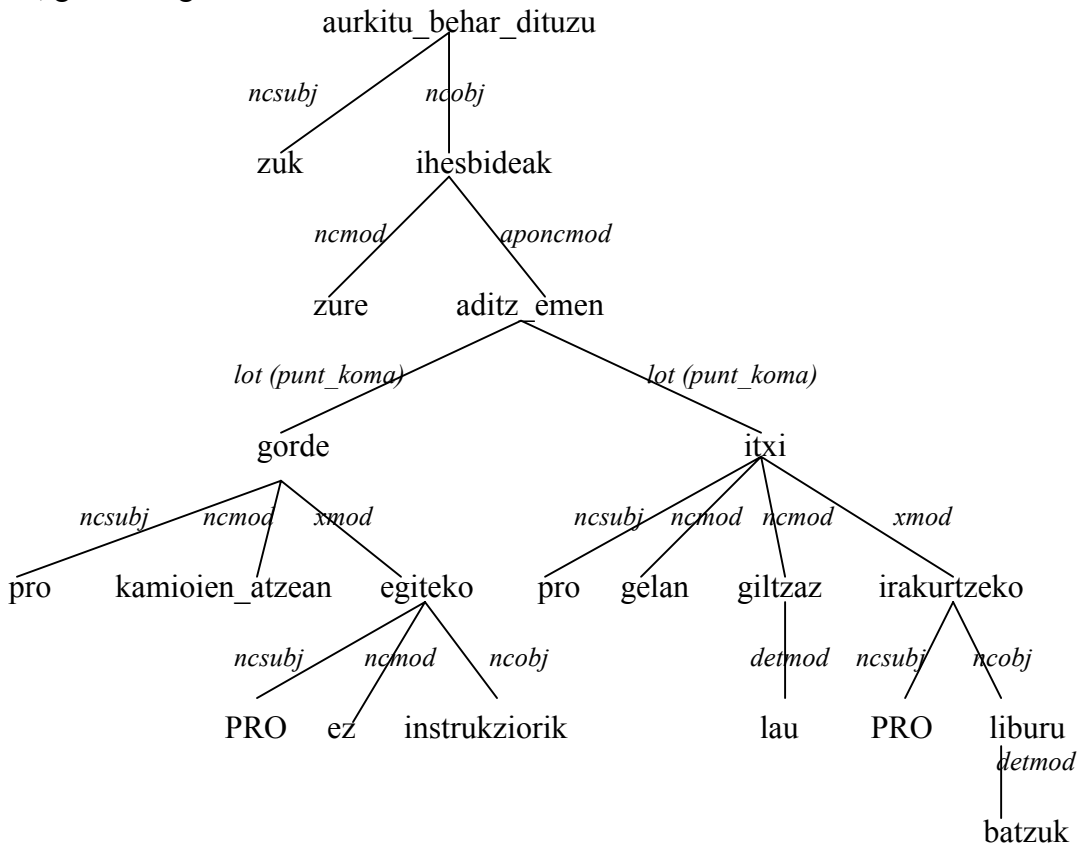 aurkitu_behar_dituzu
ncsubj ncobj
zuk ihesbideak
ncmod aponcmod
zure aditz_emen
lot (punt_koma) lot (punt_koma)
gorde itxi
ncsubj ncmod xmod ncsubj ncmod ncmod xmod
pro kamioien_atzean egiteko pro gelan giltzaz irakurtzeko
ncsubj ncmod ncobj detmod ncsubj ncobj
PRO ez instrukziorik lau PRO liburu
detmod
batzuk